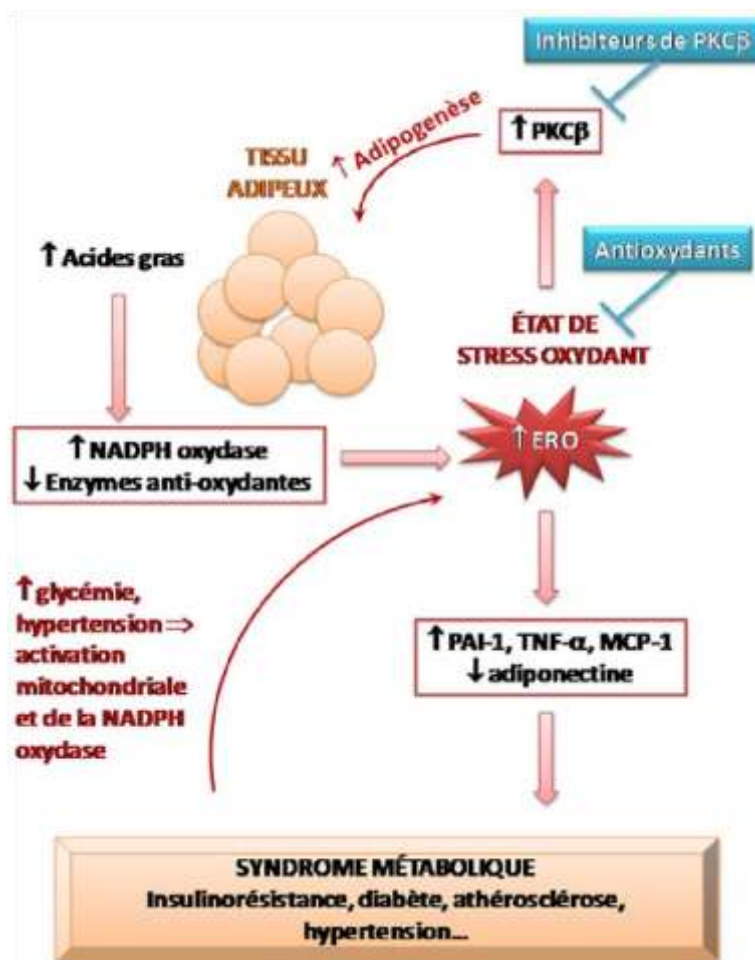 Inhibiteurs de PKCβ
↑ PKCβ
↑ Adipogenèse
TISSU
ADIPEUX
↑ Acides gras
Antioxydants
ÉTAT DE
STRESS OXYDANT
↑ ERO
↑ NADPH oxydase
↓ Enzymes anti-oxydantes
↑ glycémie,
hypertension ⇒
activation
mitochondriale
et de la NADPH
oxydase
↑ PAI-1, TNF-α, MCP-1
↓ adiponectine
SYNDROME MÉTABOLIQUE
Insulinorésistance, diabète, athérosclérose,
hypertension...